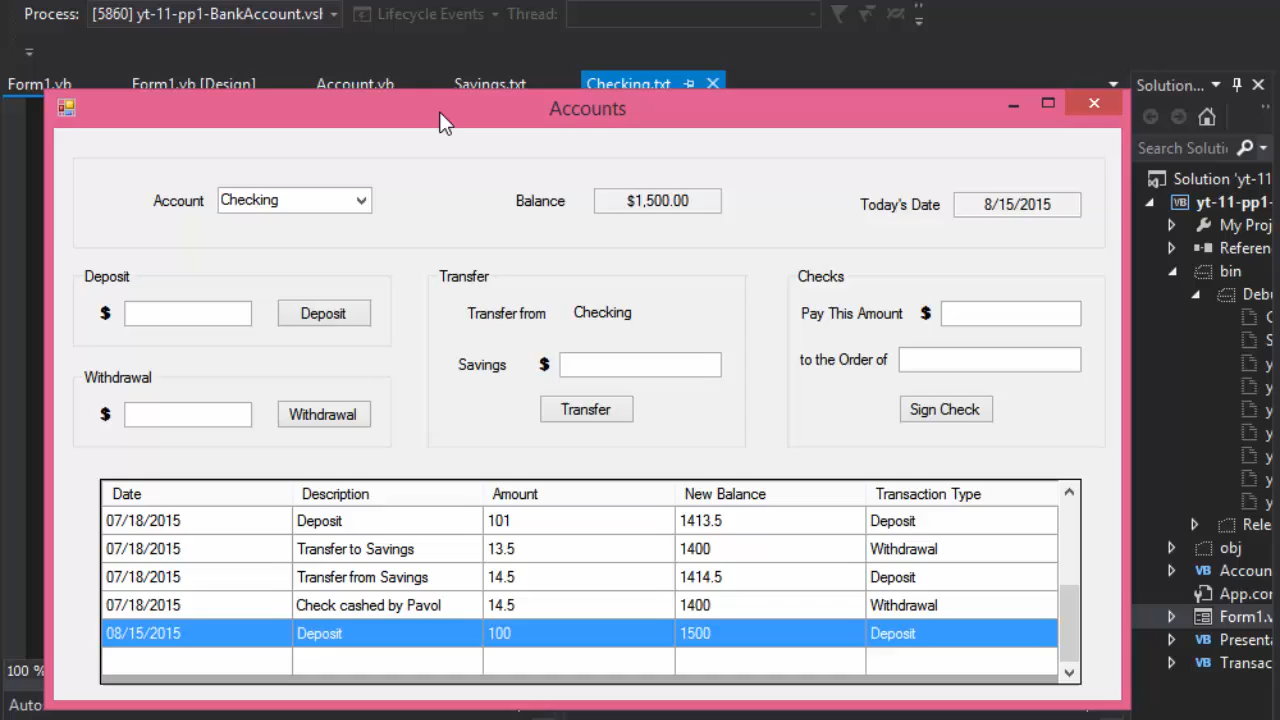 Process: [5860] yt-11-pp1-BankAccount.vsl Lifecycle Events Thread:
Form1.vb Form1.vb [Design] Account.vb Savings.txt Checking.txt
Solution...
Accounts
Search Soluti
Account Checking Balance $1,500.00 Today's Date 8/15/2015
Solution 'yt-11
yt-11-pp1-
My Proj
Referen
bin
Debu
Deposit Transfer Checks
$ Deposit Transfer from Checking Pay This Amount $
Savings $ to the Order of
Withdrawal
$ Withdrawal Transfer Sign Check
Date Description Amount New Balance Transaction Type
07/18/2015 Deposit 101 1413.5 Deposit
07/18/2015 Transfer to Savings 13.5 1400 Withdrawal
07/18/2015 Transfer from Savings 14.5 1414.5 Deposit
07/18/2015 Check cashed by Pavol 14.5 1400 Withdrawal
08/15/2015 Deposit 100 1500 Deposit
Rele
obj
Accoun
App.con
Form1.v
Presenta
Transac
100 %
Auto